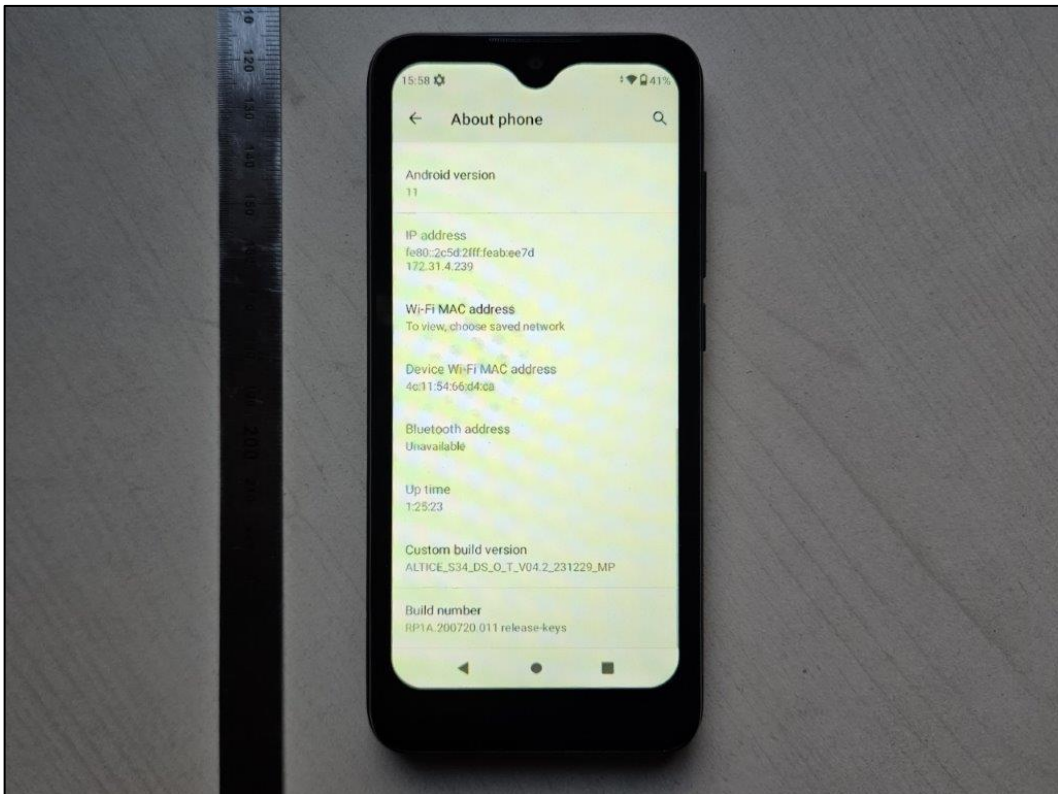 120
130
140
150
200
15:58
41%
About phone
Android version
11
IP address
fe80::2c5d:2fff:feab:ee7d
172.31.4.239
Wi-Fi MAC address
To view, choose saved network
Device Wi-Fi MAC address
4c:11:54:66:d4:ca
Bluetooth address
Unavailable
Up time
1:25:23
Custom build version
ALTICE_S34_DS_O_T_V04.2_231229_MP
Build number
RP1A.200720.011 release-keys